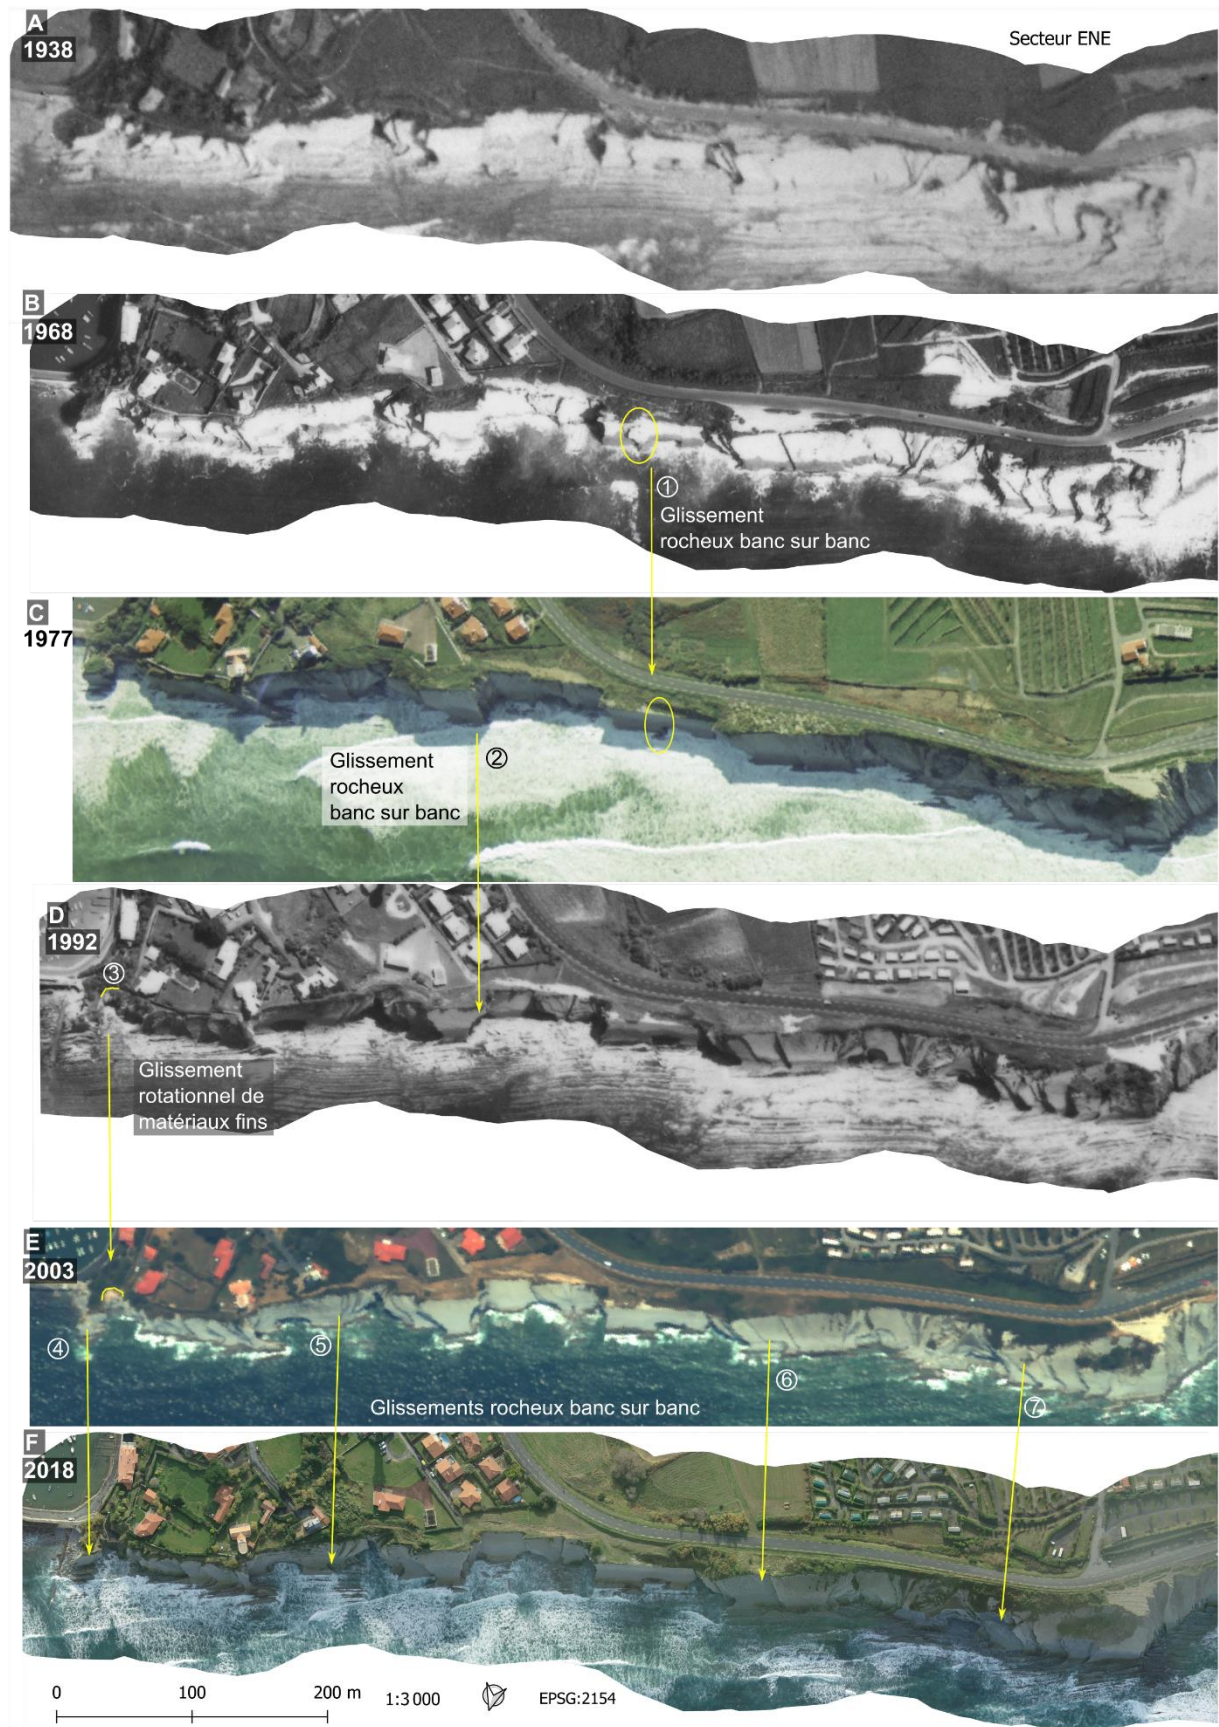 A
1938
Secteur ENE
B
1968
①
Glissement
rocheux banc sur banc
C
1977
Glissement
rocheux
banc sur banc
②
D
1992
③
Glissement
rotationnel de
matériaux fins
E
2003
④
⑤
⑥
⑦
Glissements rocheux banc sur banc
F
2018
0 100 200 m
1:3 000
EPSG:2154